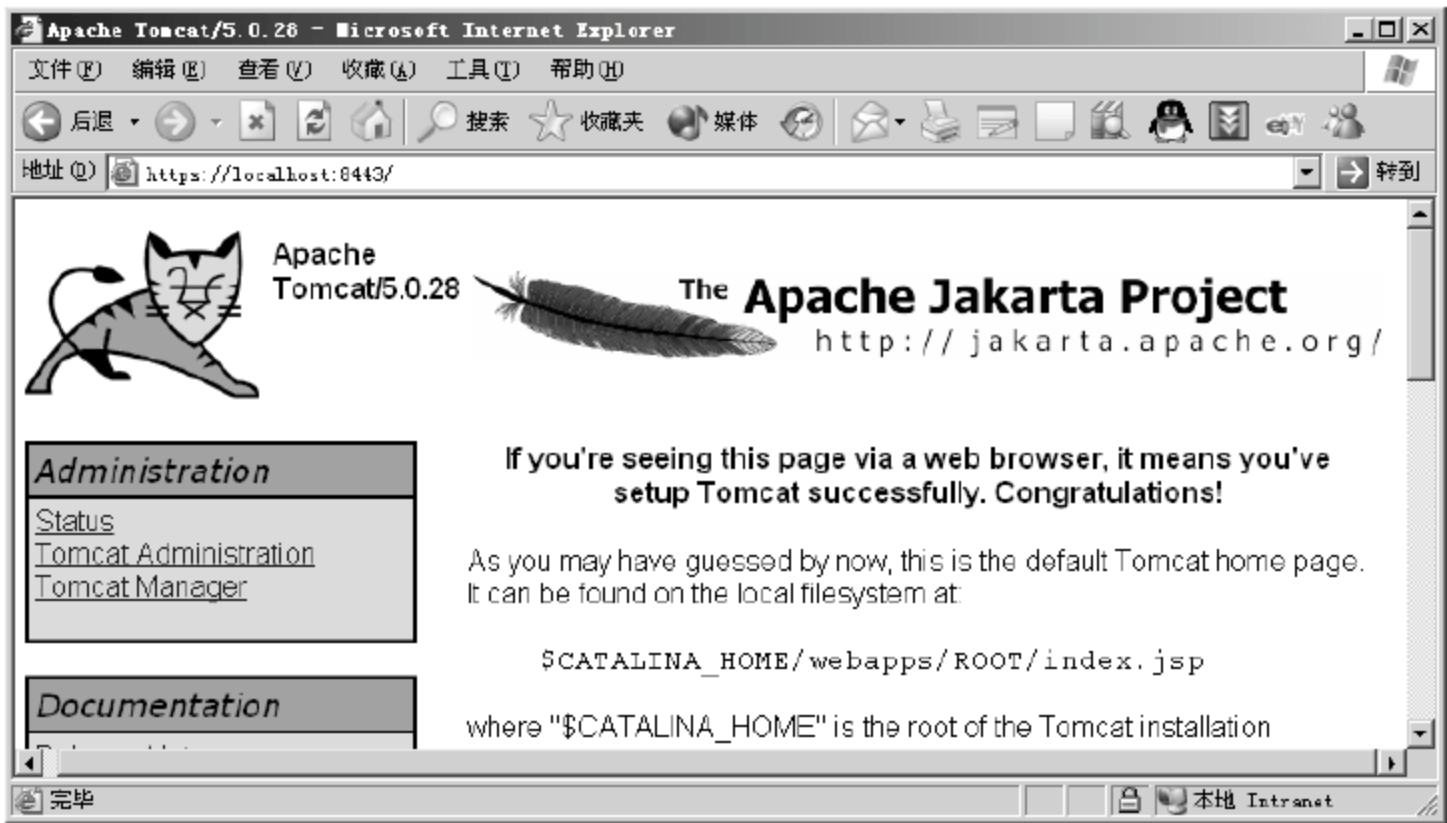 Apache Tomcat/5.0.28 - Microsoft Internet Explorer
文件(F) 编辑(E) 查看(V) 收藏(A) 工具(T) 帮助(H)
后退 搜索 收藏夹 媒体
地址(D) https://localhost:8443/ 转到
Apache
Tomcat/5.0.28
The Apache Jakarta Project
http://jakarta.apache.org/
Administration
Status
Tomcat Administration
Tomcat Manager
Documentation
If you're seeing this page via a web browser, it means you've
setup Tomcat successfully. Congratulations!
As you may have guessed by now, this is the default Tomcat home page.
It can be found on the local filesystem at:
$CATALINA_HOME/webapps/ROOT/index.jsp
where "$CATALINA_HOME" is the root of the Tomcat installation
完毕 本地 Intranet